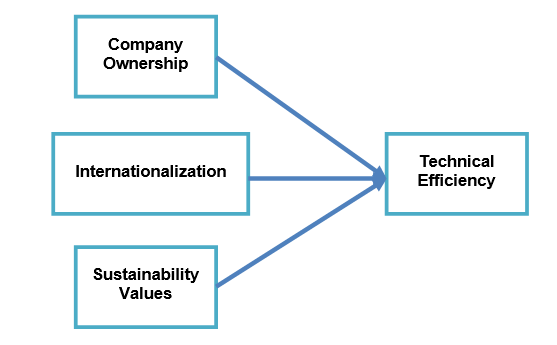 Company
Ownership
Internationalization
Technical
Efficiency
Sustainability
Values